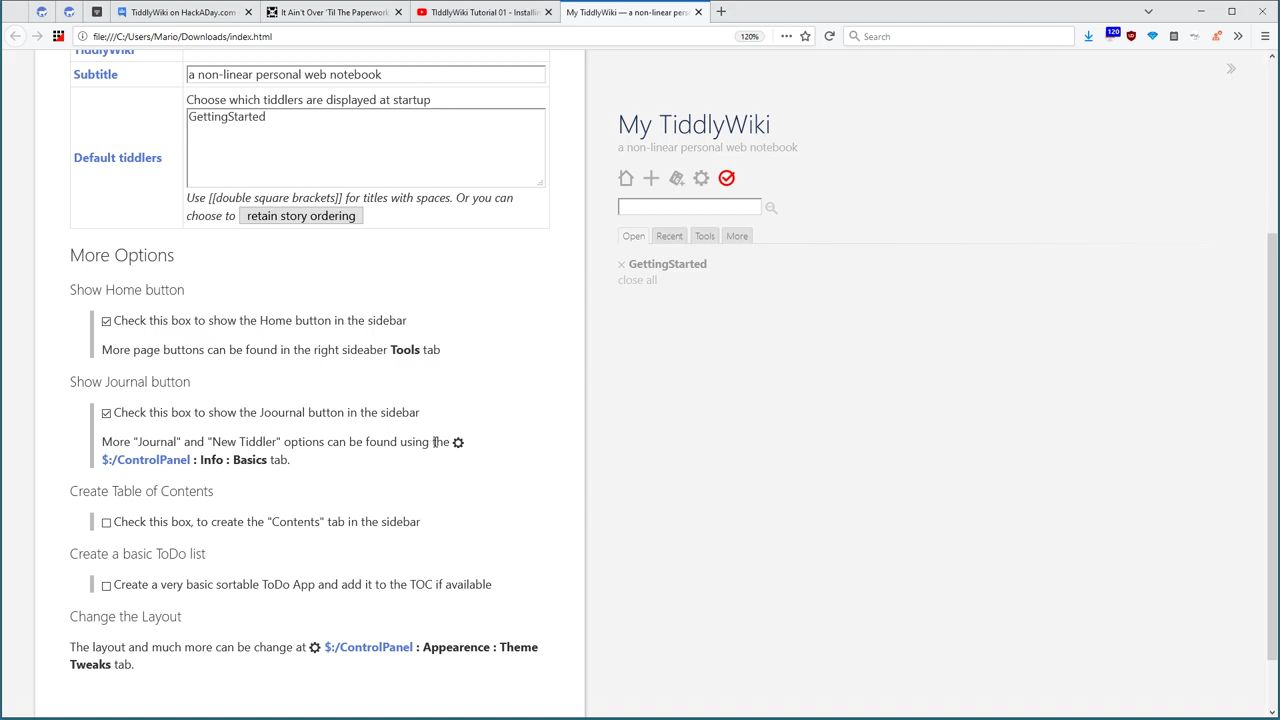 TiddlyWiki on HackADay.com -
It Ain't Over 'Til The Paperwork
TiddlyWiki Tutorial 01 - Installin
My TiddlyWiki — a non-linear pers
file:///C:/Users/Mario/Downloads/index.html
120%
Search
120
TiddlyWiki
Subtitle
a non-linear personal web notebook
Default tiddlers
Choose which tiddlers are displayed at startup
GettingStarted
Use [[double square brackets]] for titles with spaces. Or you can
choose to retain story ordering
More Options
Show Home button
Check this box to show the Home button in the sidebar
More page buttons can be found in the right sideaber Tools tab
Show Journal button
Check this box to show the Joournal button in the sidebar
More "Journal" and "New Tiddler" options can be found using the
$:/ControlPanel : Info : Basics tab.
Create Table of Contents
Check this box, to create the "Contents" tab in the sidebar
Create a basic ToDo list
Create a very basic sortable ToDo App and add it to the TOC if available
Change the Layout
The layout and much more can be change at $:/ControlPanel : Appearence : Theme
Tweaks tab.
My TiddlyWiki
a non-linear personal web notebook
Open Recent Tools More
GettingStarted
close all